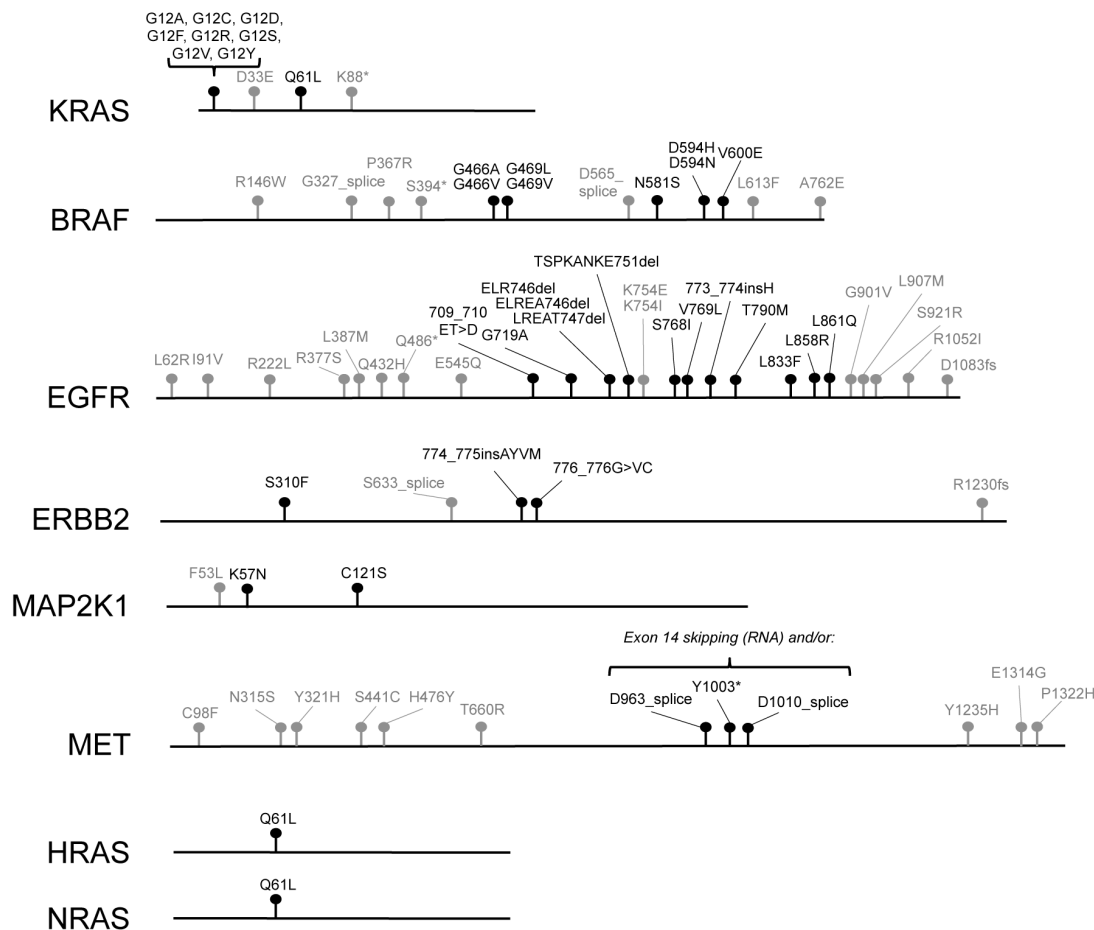 G12A, G12C, G12D,
G12F, G12R, G12S,
G12V, G12Y
D33E
Q61L
K88*
KRAS
R146W
G327_splice
P367R
S394*
G466A
G466V
G469L
G469V
D565_
splice
N581S
D594H
D594N
V600E
L613F
A762E
BRAF
L62R
I91V
R222L
R377S
L387M
Q432H
Q486*
E545Q
709_710
ET>D
G719A
ELR746del
ELREA746del
LREAT747del
TSPKANKE751del
K754E
K754I
S768I
V769L
773_774insH
T790M
L833F
L858R
L861Q
G901V
L907M
S921R
R1052I
D1083fs
EGFR
S310F
S633_splice
774_775insAYVM
776_776G>VC
R1230fs
ERBB2
F53L
K57N
C121S
MAP2K1
Exon 14 skipping (RNA) and/or:
C98F
N315S
Y321H
S441C
H476Y
T660R
D963_splice
Y1003*
D1010_splice
Y1235H
E1314G
P1322H
MET
Q61L
HRAS
Q61L
NRAS